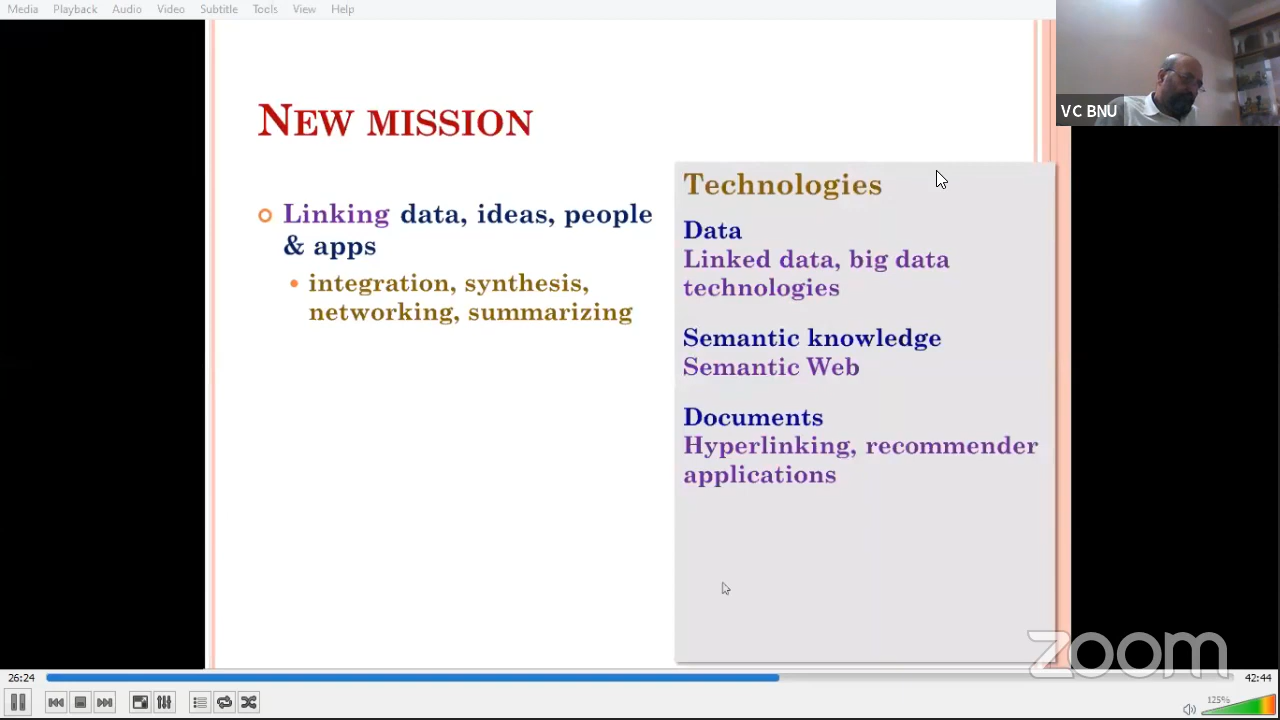 Media Playback Audio Video Subtitle Tools View Help
VC BNU
NEW MISSION
Linking data, ideas, people
& apps
integration, synthesis,
networking, summarizing
Technologies
Data
Linked data, big data
technologies
Semantic knowledge
Semantic Web
Documents
Hyperlinking, recommender
applications
zoom
26:24
42:44
125%